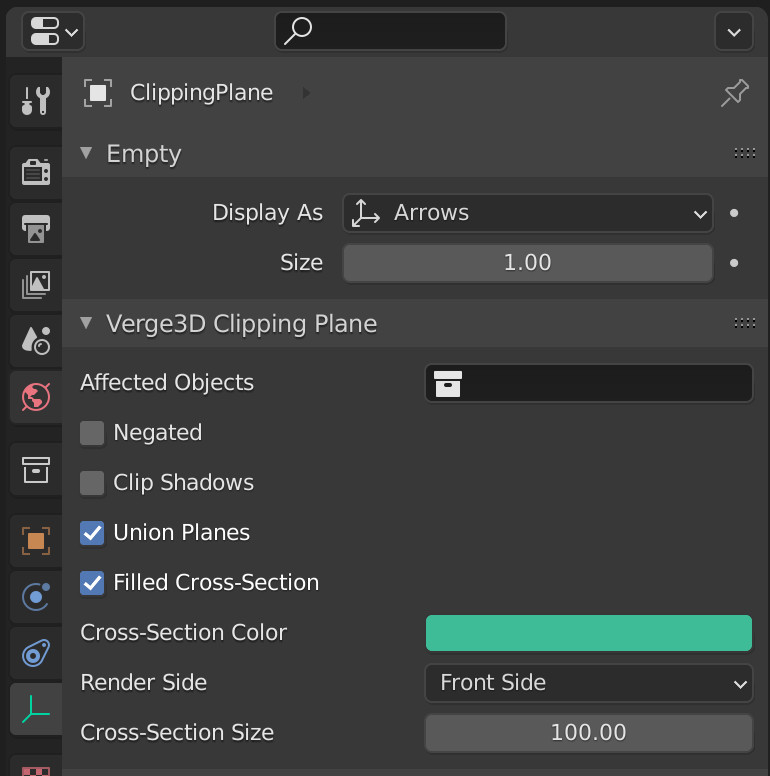 ClippingPlane
Empty
Display As Arrows
Size 1.00
Verge3D Clipping Plane
Affected Objects
Negated
Clip Shadows
Union Planes
Filled Cross-Section
Cross-Section Color
Render Side Front Side
Cross-Section Size 100.00